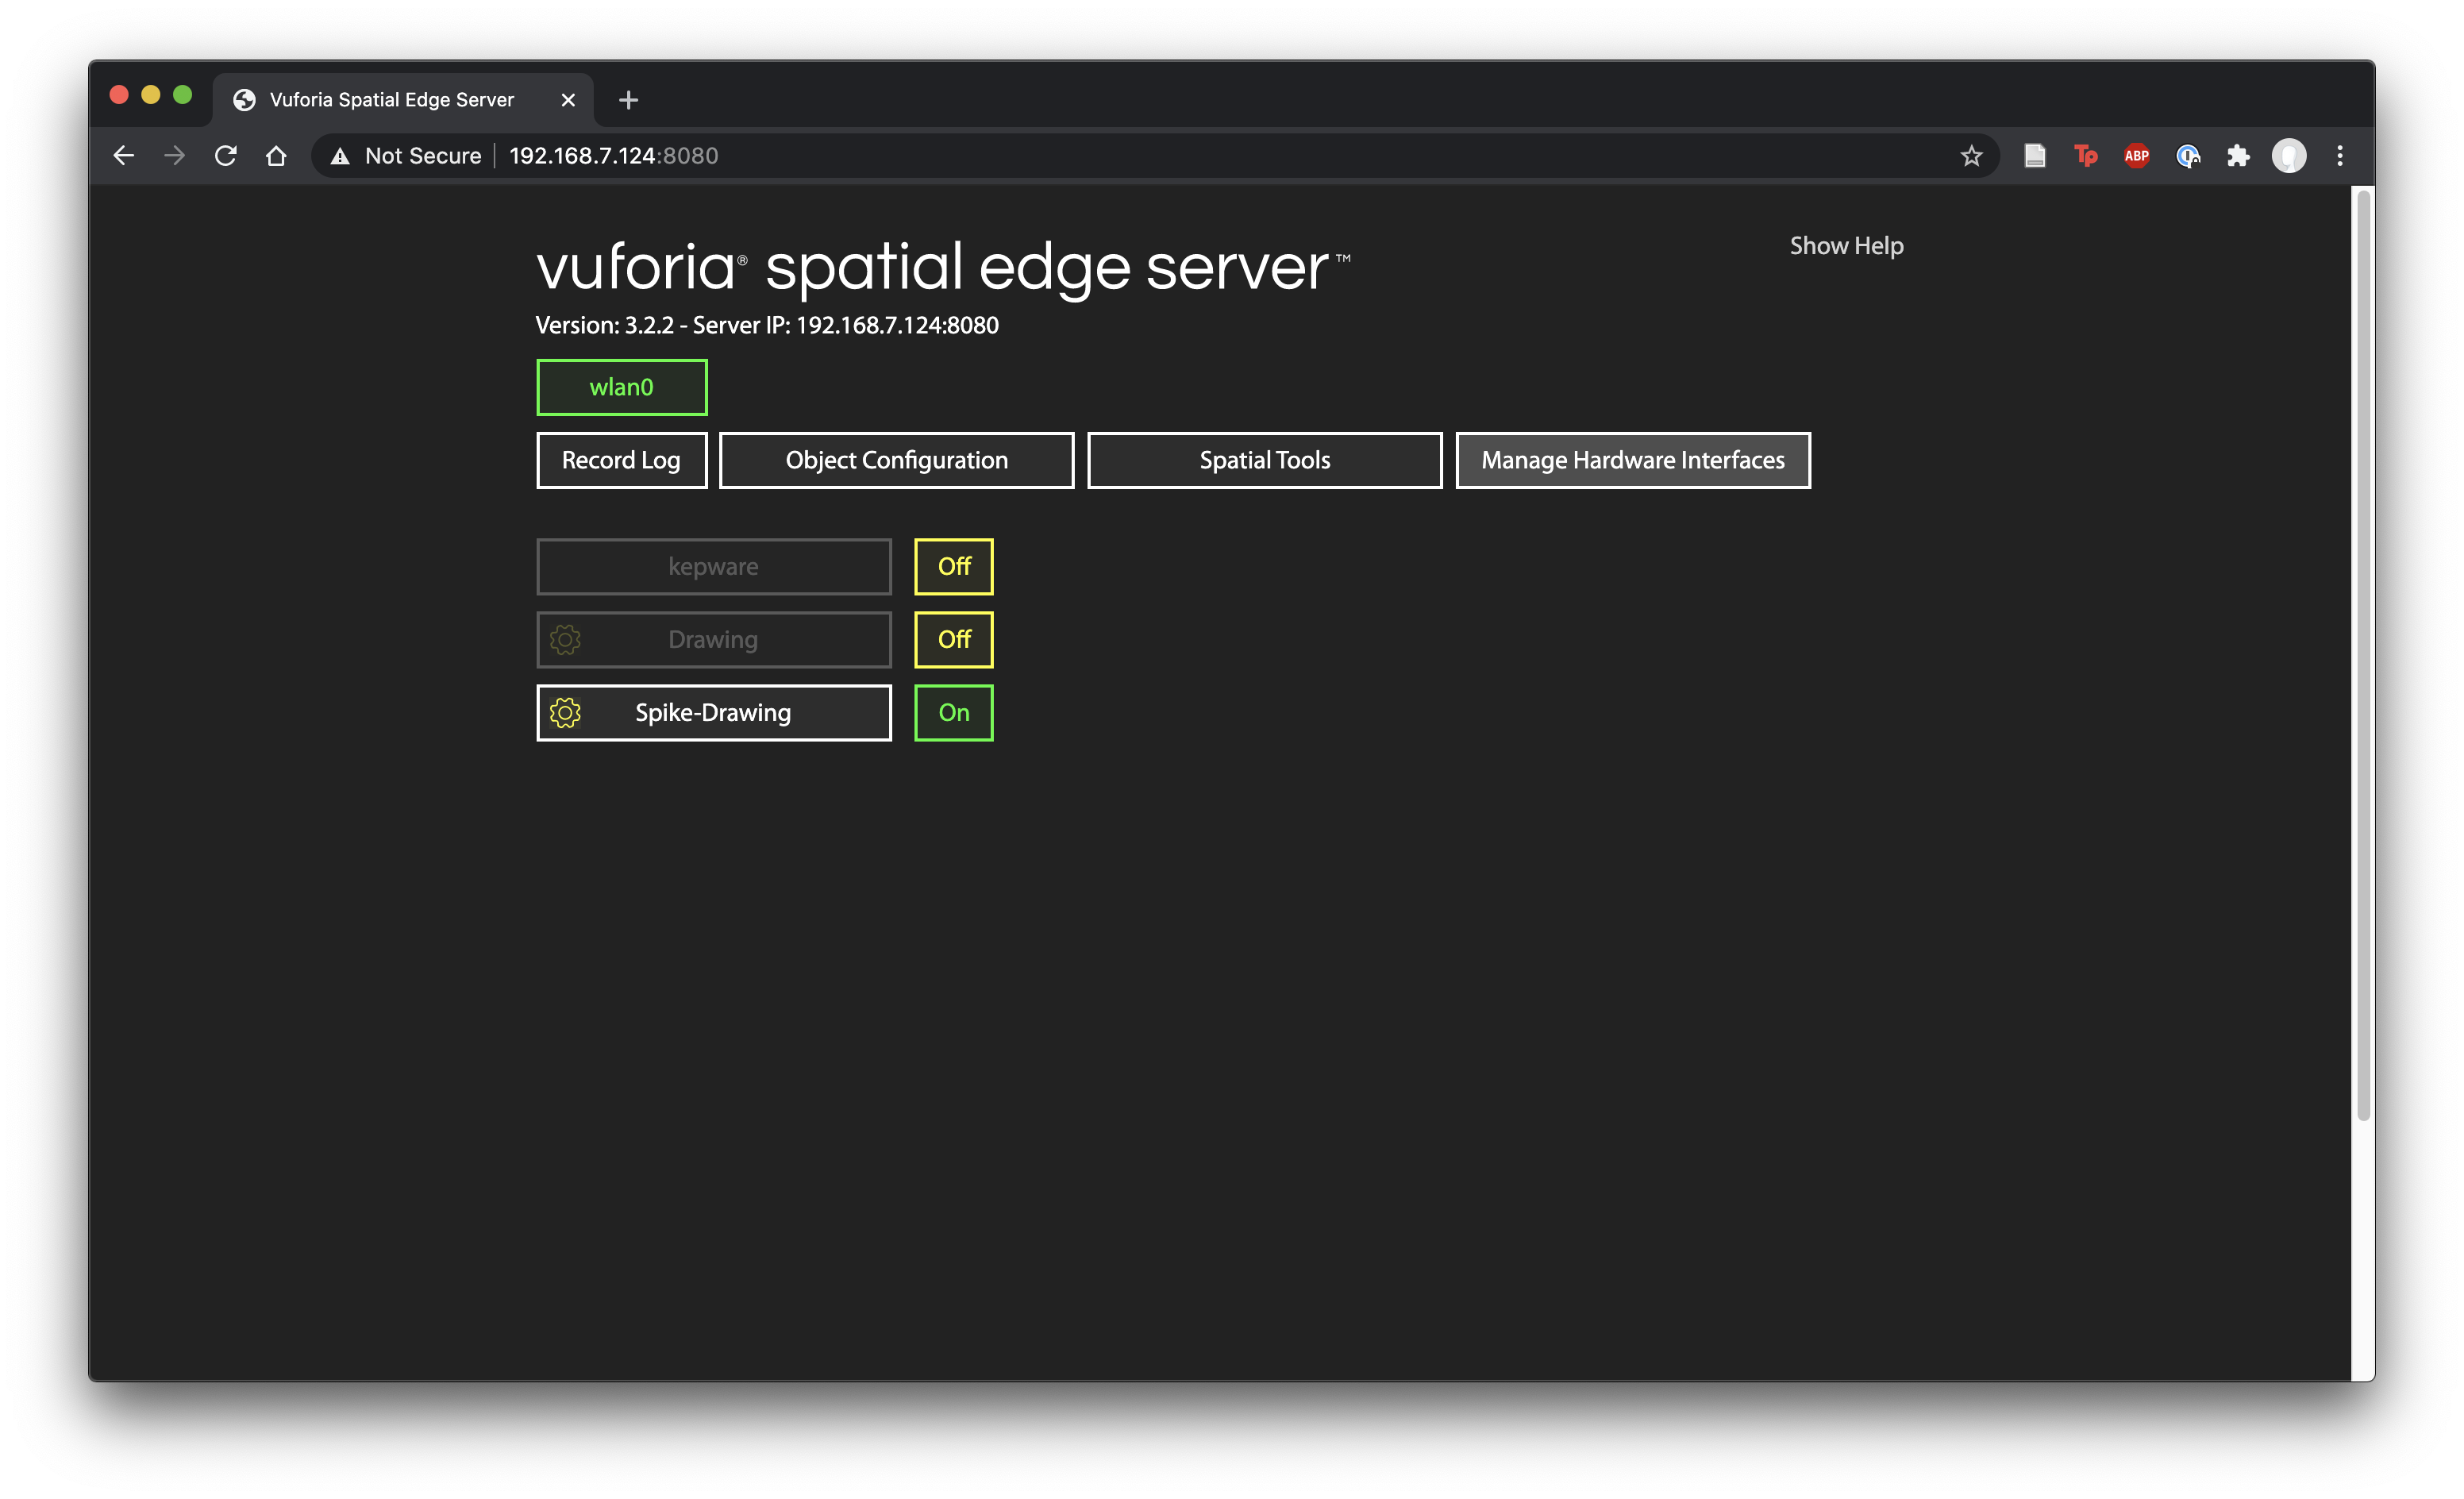 Vuforia Spatial Edge Server
Not Secure 192.168.7.124:8080
Tp ABP
Show Help
vuforia® spatial edge server™
Version: 3.2.2 - Server IP: 192.168.7.124:8080
wlan0
Record Log Object Configuration Spatial Tools Manage Hardware Interfaces
kepware Off
Drawing Off
Spike-Drawing On